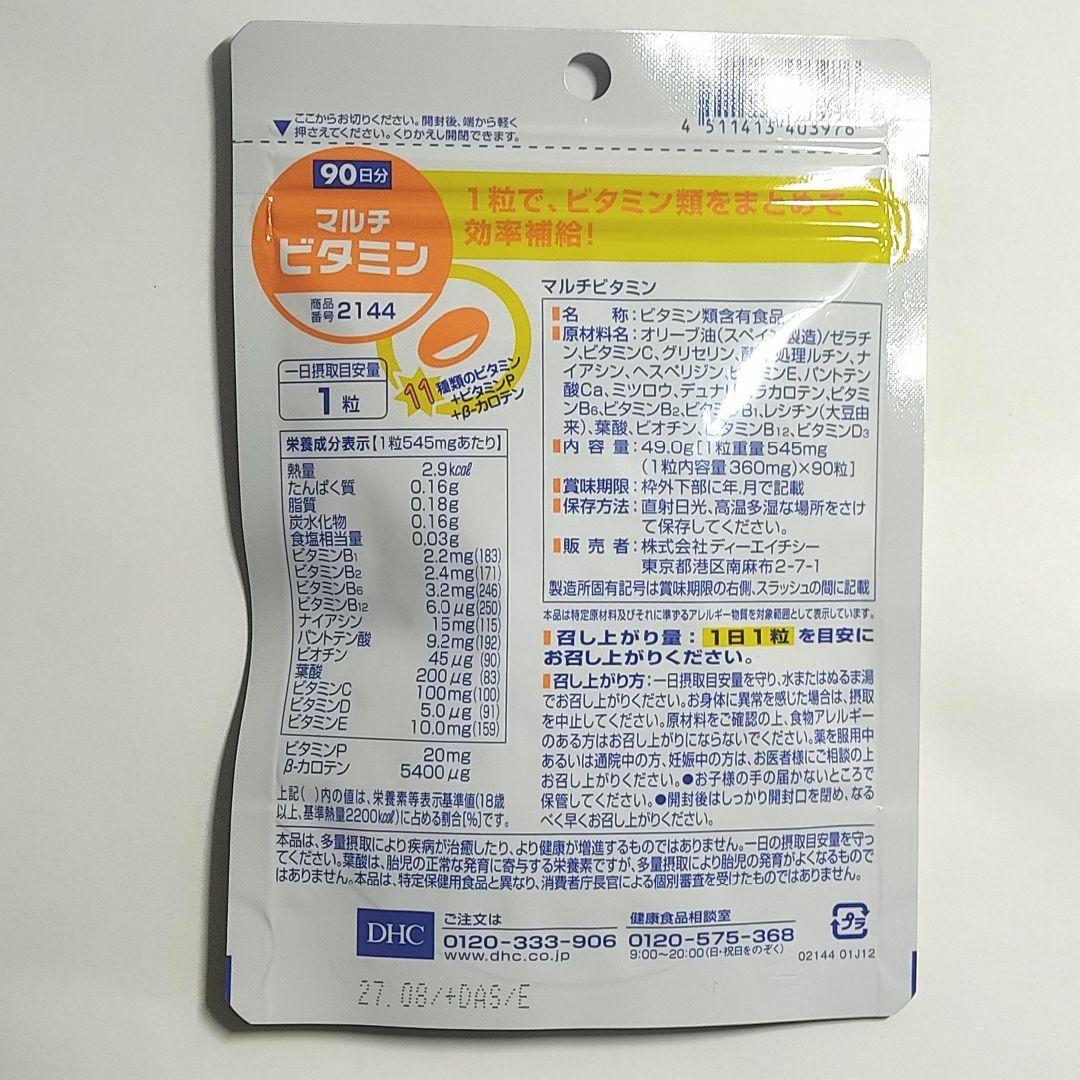 ここからお切りください。開封後、端から軽く
押さえてください。くりかえし開閉できます。
4 511413 403976
90日分
マルチ
ビタミン
商品
番号 2144
1粒で、ビタミン類をまとめて
効率補給!
11種類のビタミン
+ビタミンP
+β-カロテン
一日摂取目安量
1粒
栄養成分表示【1粒545mgあたり】
熱量 2.9kcal
たんぱく質 0.16g
脂質 0.18g
炭水化物 0.16g
食塩相当量 0.03g
ビタミンB1 2.2mg(183)
ビタミンB2 2.4mg(171)
ビタミンB6 3.2mg(246)
ビタミンB12 6.0μg(250)
ナイアシン 15mg(115)
パントテン酸 9.2mg(192)
ビオチン 45μg(90)
葉酸 200μg(83)
ビタミンC 100mg(100)
ビタミンD 5.0μg(91)
ビタミンE 10.0mg(159)
ビタミンP 20mg
β-カロテン 5400μg
上記( )内の値は、栄養素等表示基準値(18歳
以上、基準熱量2200kcal)に占める割合[%]です。
マルチビタミン
名称:ビタミン類含有食品
原材料名:オリーブ油(スペイン製造)/ゼラチ
ン、ビタミンC、グリセリン、処理ルチン、ナ
イアシン、ヘスペリジン、ビタミンE、パントテン
酸Ca、ミツロウ、デュナリエラカロテン、ビタミ
ンB6、ビタミンB2、ビタミンB1、レシチン(大豆由
来)、葉酸、ビオチン、ビタミンB12、ビタミンD3
内容量:49.0g[1粒重量545mg
(1粒内容量360mg)×90粒]
賞味期限:枠外下部に年.月で記載
保存方法:直射日光、高温多湿な場所をさけ
て保存してください。
販売者:株式会社ディーエイチシー
東京都港区南麻布2-7-1
製造所固有記号は賞味期限の右側、スラッシュの間に記載
本品は特定原材料及びそれに準ずるアレルギー物質を対象範囲として表示しています。
召し上がり量:1日1粒を目安に
お召し上がりください。
召し上がり方:一日摂取目安量を守り、水またはぬるま湯
でお召し上がりください。お身体に異常を感じた場合は、摂取
を中止してください。原材料をご確認の上、食物アレルギー
のある方はお召し上がりにならないでください。薬を服用中
あるいは通院中の方、妊娠中の方は、お医者様にご相談の上
お召し上がりください。●お子様の手の届かないところで
保管してください。●開封後はしっかり開封口を閉め、なる
べく早くお召し上がりください。
本品は、多量摂取により疾病が治癒したり、より健康が増進するものではありません。一日の摂取目安量を守っ
てください。葉酸は、胎児の正常な発育に寄与する栄養素ですが、多量摂取により胎児の発育がよくなるもので
はありません。本品は、特定保健用食品と異なり、消費者庁長官による個別審査を受けたものではありません。
DHC
ご注文は
0120-333-906
www.dhc.co.jp
健康食品相談室
0120-575-368
9:00~20:00(日・祝日をのぞく)
プラ
02144 01J12
27.08/+DAS/E